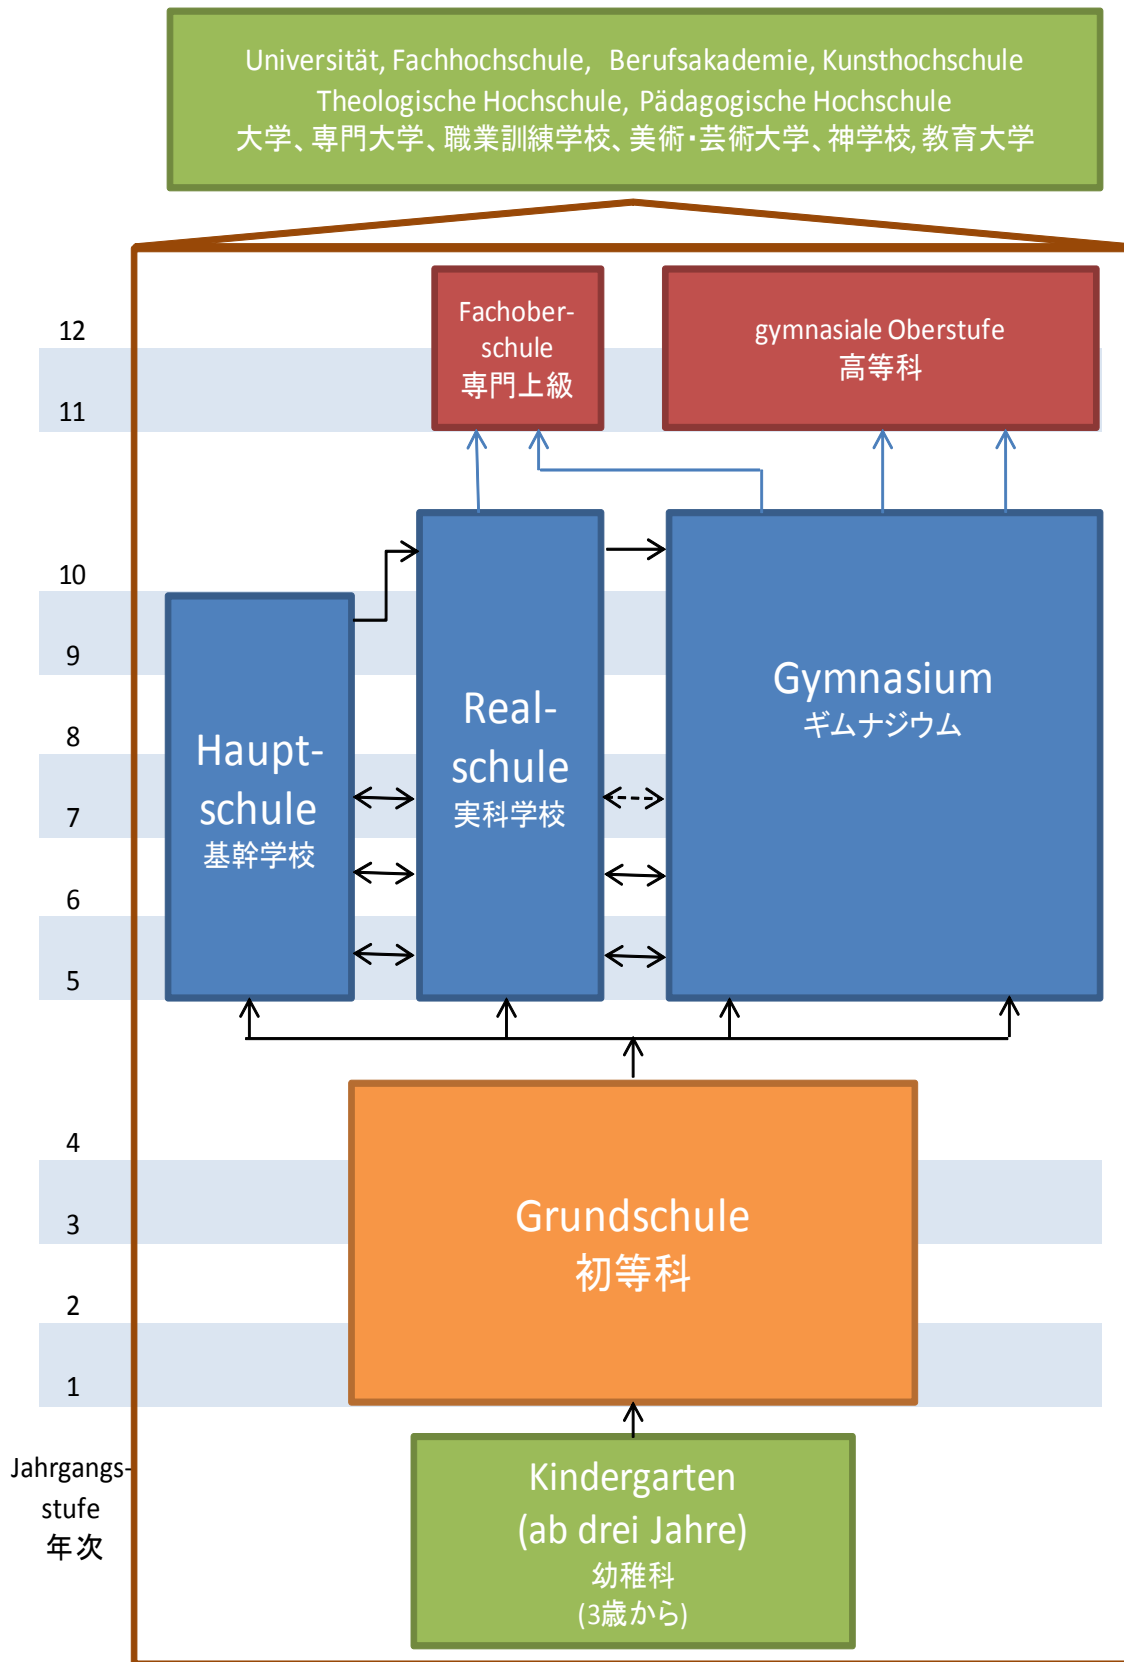 Universität, Fachhochschule, Berufsakademie, Kunsthochschule
Theologische Hochschule, Pädagogische Hochschule
大学、専門大学、職業訓練学校、美術・芸術大学、神学校, 教育大学
12
11
Fachober-
schule
専門上級
gymnasiale Oberstufe
高等科
10
9
8
7
6
5
Haupt-
schule
基幹学校
Real-
schule
実科学校
Gymnasium
ギムナジウム
4
3
2
1
Grundschule
初等科
Jahrgangs-
stufe
年次
Kindergarten
(ab drei Jahre)
幼稚科
(3歳から)